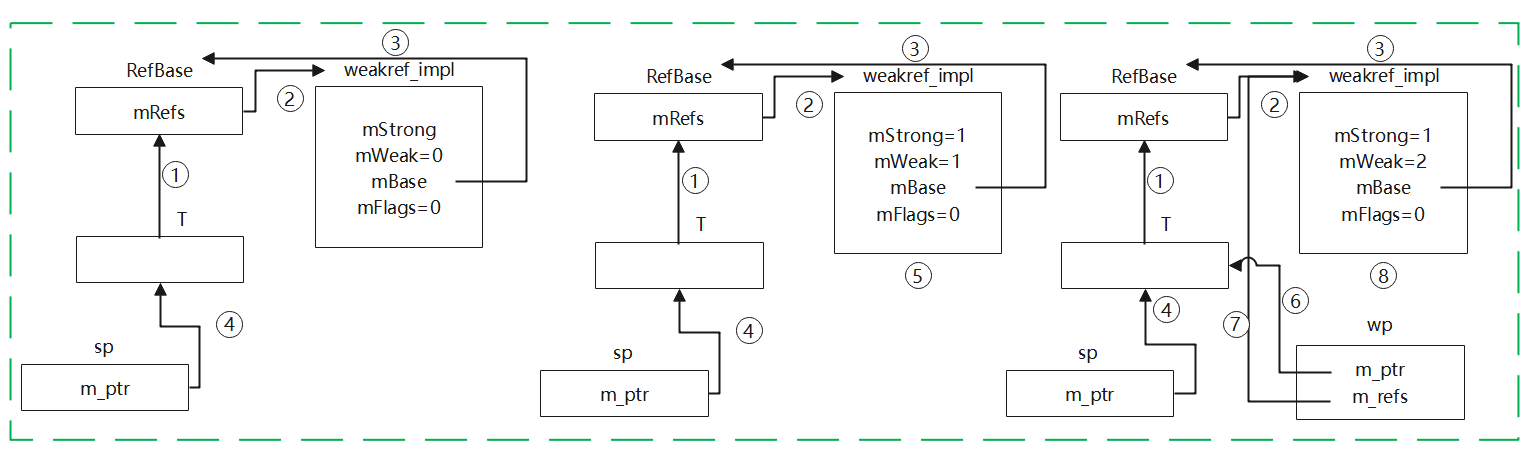 ③
RefBase
weakref_impl
mRefs
②
mStrong
mWeak=0
mBase
mFlags=0
①
T
④
sp
m_ptr
③
RefBase
weakref_impl
mRefs
②
mStrong=1
mWeak=1
mBase
mFlags=0
①
T
⑤
④
sp
m_ptr
③
RefBase
weakref_impl
mRefs
②
mStrong=1
mWeak=2
mBase
mFlags=0
①
T
⑧
④
⑥
⑦
wp
sp
m_ptr
m_ptr
m_refs